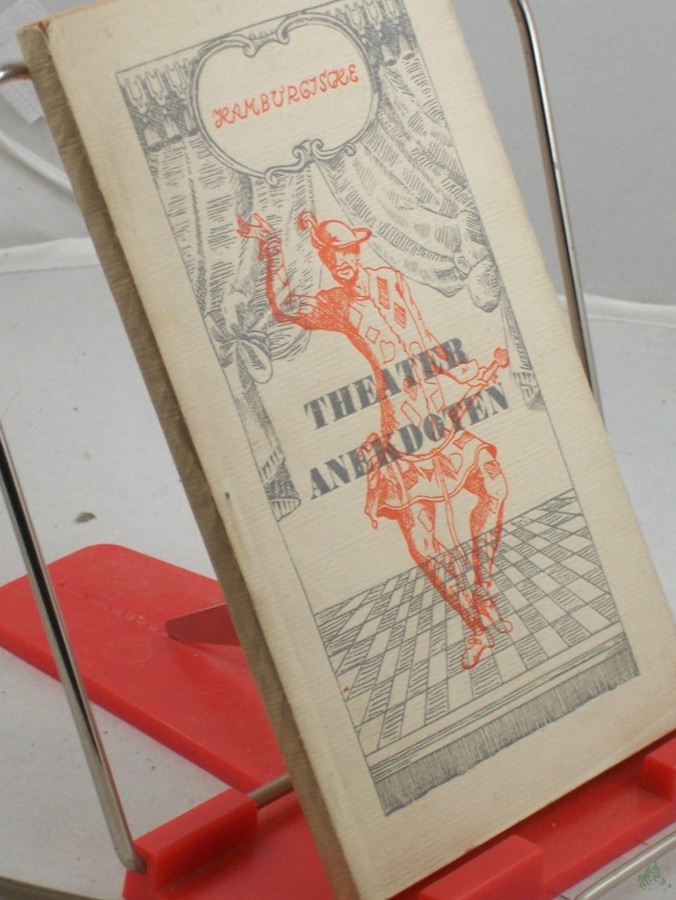 HAMBURGISCHE
THEATER
ANEKDOTEN